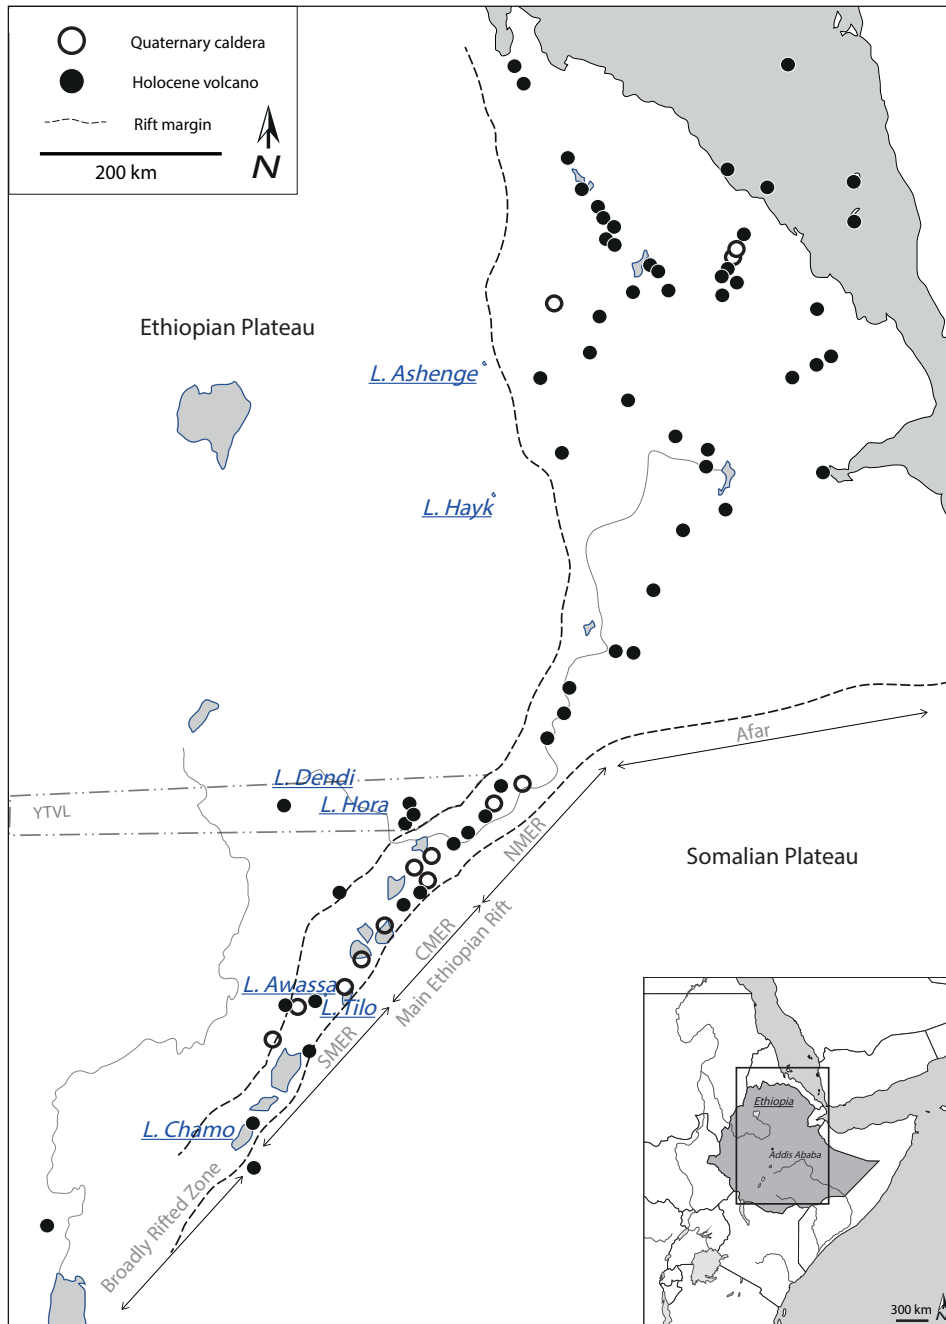 Quaternary caldera
Holocene volcano
Rift margin
200 km
N
Ethiopian Plateau
L. Ashenge
L. Hayk
Afar
L. Dendi
YTVL
L. Hora
NMER
Somalian Plateau
CMER
Main Ethiopian Rift
L. Awassa
L. Tilo
SMER
L. Chamo
Broadly Rifted Zone
Ethiopia
Addis Ababa
300 km
N